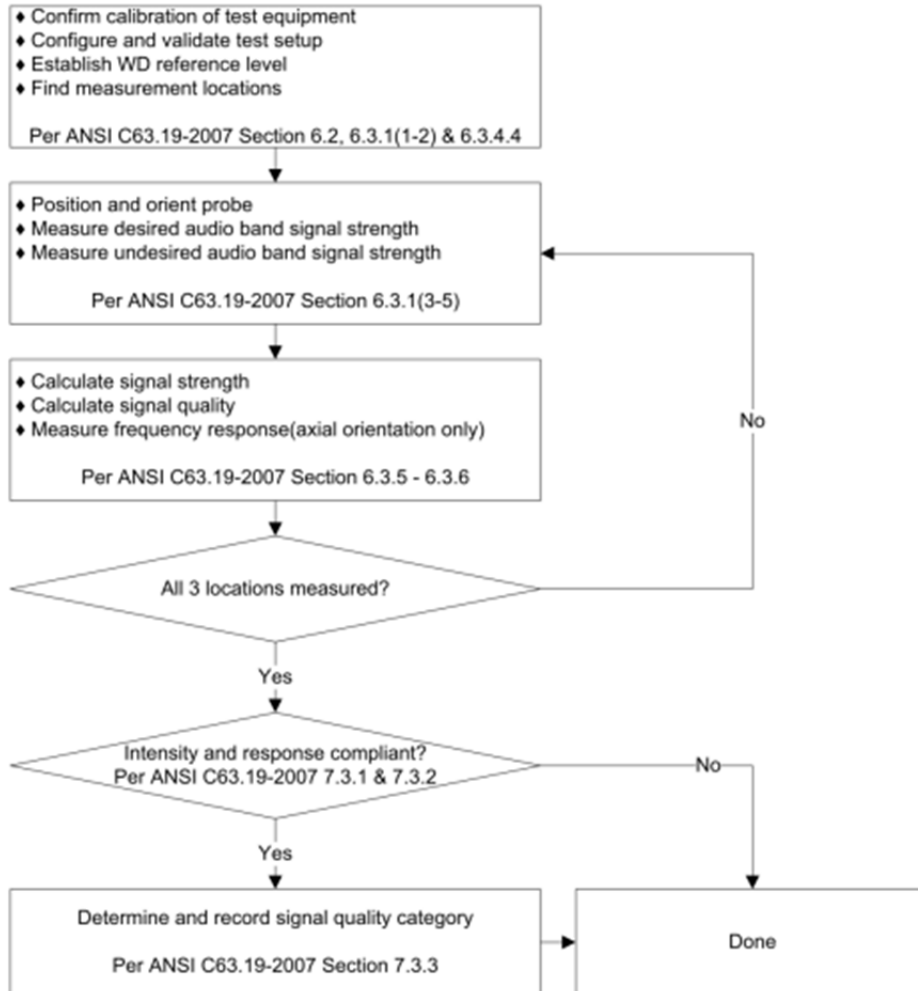 ♦ Confirm calibration of test equipment
♦ Configure and validate test setup
♦ Establish WD reference level
♦ Find measurement locations
Per ANSI C63.19-2007 Section 6.2, 6.3.1(1-2) & 6.3.4.4
♦ Position and orient probe
♦ Measure desired audio band signal strength
♦ Measure undesired audio band signal strength
Per ANSI C63.19-2007 Section 6.3.1(3-5)
♦ Calculate signal strength
♦ Calculate signal quality
♦ Measure frequency response(axial orientation only)
Per ANSI C63.19-2007 Section 6.3.5 - 6.3.6
No
All 3 locations measured?
Yes
Intensity and response compliant?
Per ANSI C63.19-2007 7.3.1 & 7.3.2
No
Yes
Determine and record signal quality category
Per ANSI C63.19-2007 Section 7.3.3
Done